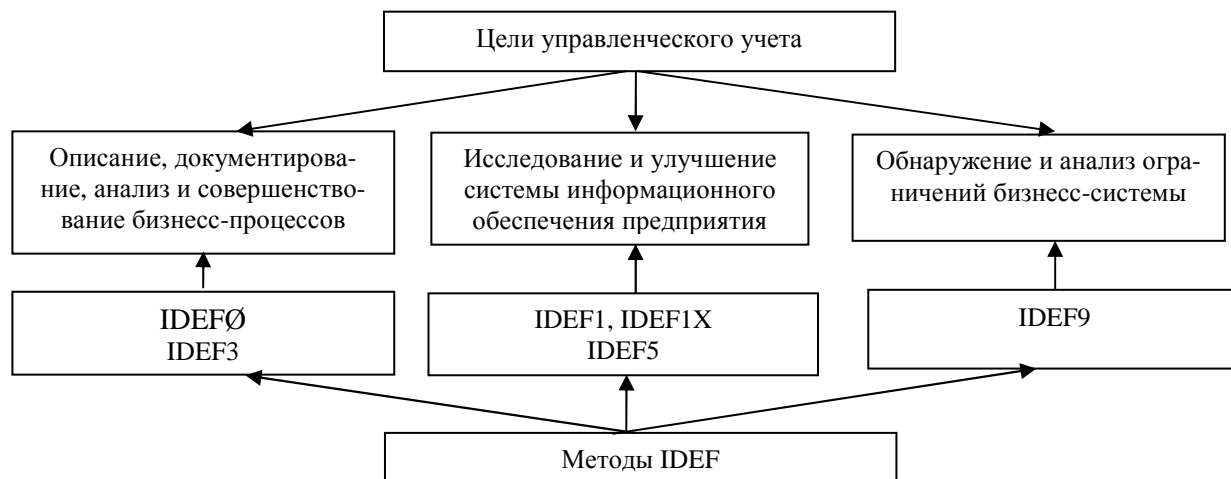 Цели управленческого учета
Описание, документирова-
ние, анализ и совершенство-
вание бизнесс-процессов
Исследование и улучшение
системы информационного
обеспечения предприятия
Обнаружение и анализ огра-
ничений бизнесс-системы
IDEFØ
IDEF3
IDEF1, IDEF1X
IDEF5
IDEF9
Методы IDEF